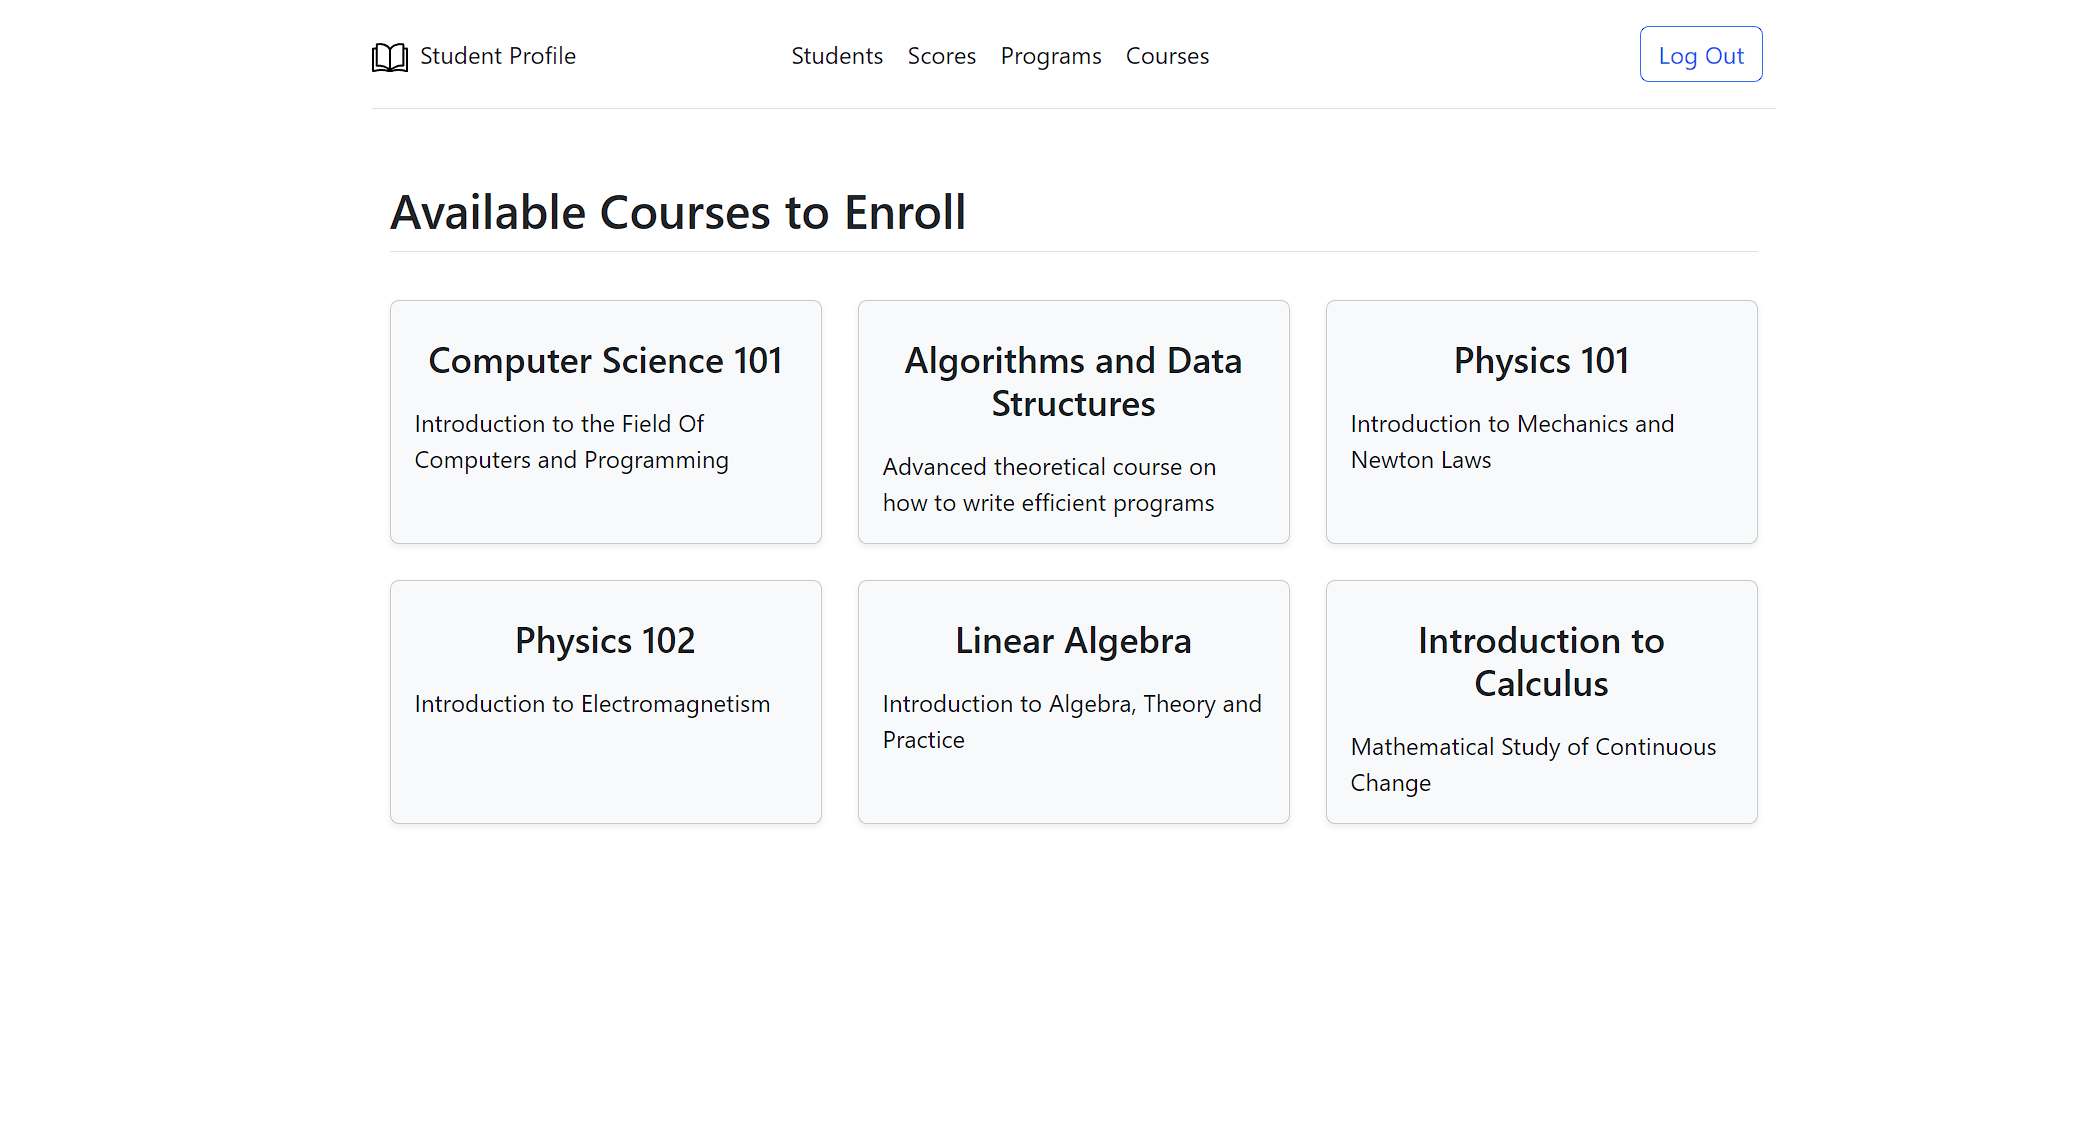 Student Profile
Students Scores Programs Courses
Log Out
Available Courses to Enroll
Computer Science 101
Introduction to the Field Of
Computers and Programming
Algorithms and Data
Structures
Advanced theoretical course on
how to write efficient programs
Physics 101
Introduction to Mechanics and
Newton Laws
Physics 102
Introduction to Electromagnetism
Linear Algebra
Introduction to Algebra, Theory and
Practice
Introduction to
Calculus
Mathematical Study of Continuous
Change